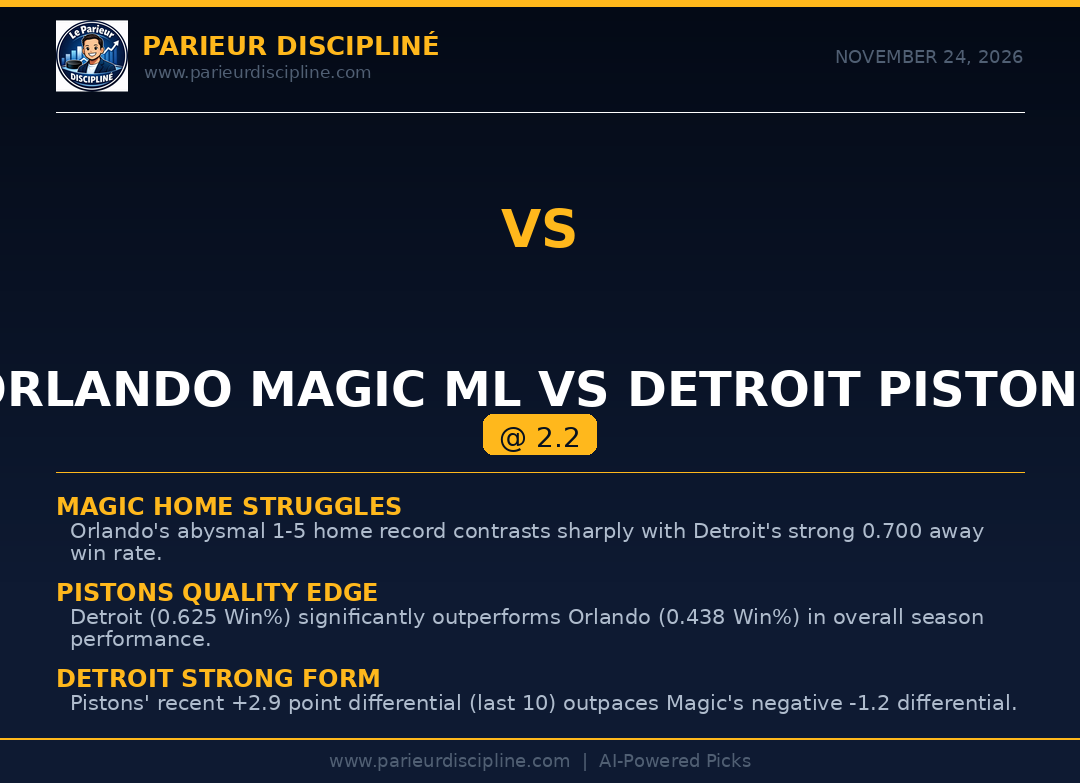 Le Parieur
DISCIPLINÉ
PARIEUR DISCIPLINÉ
www.parieurdiscipline.com
NOVEMBER 24, 2026
VS
ORLANDO MAGIC ML VS DETROIT PISTON
@ 2.2
MAGIC HOME STRUGGLES
Orlando's abysmal 1-5 home record contrasts sharply with Detroit's strong 0.700 away
win rate.
PISTONS QUALITY EDGE
Detroit (0.625 Win%) significantly outperforms Orlando (0.438 Win%) in overall season
performance.
DETROIT STRONG FORM
Pistons' recent +2.9 point differential (last 10) outpaces Magic's negative -1.2 differential.
www.parieurdiscipline.com | AI-Powered Picks